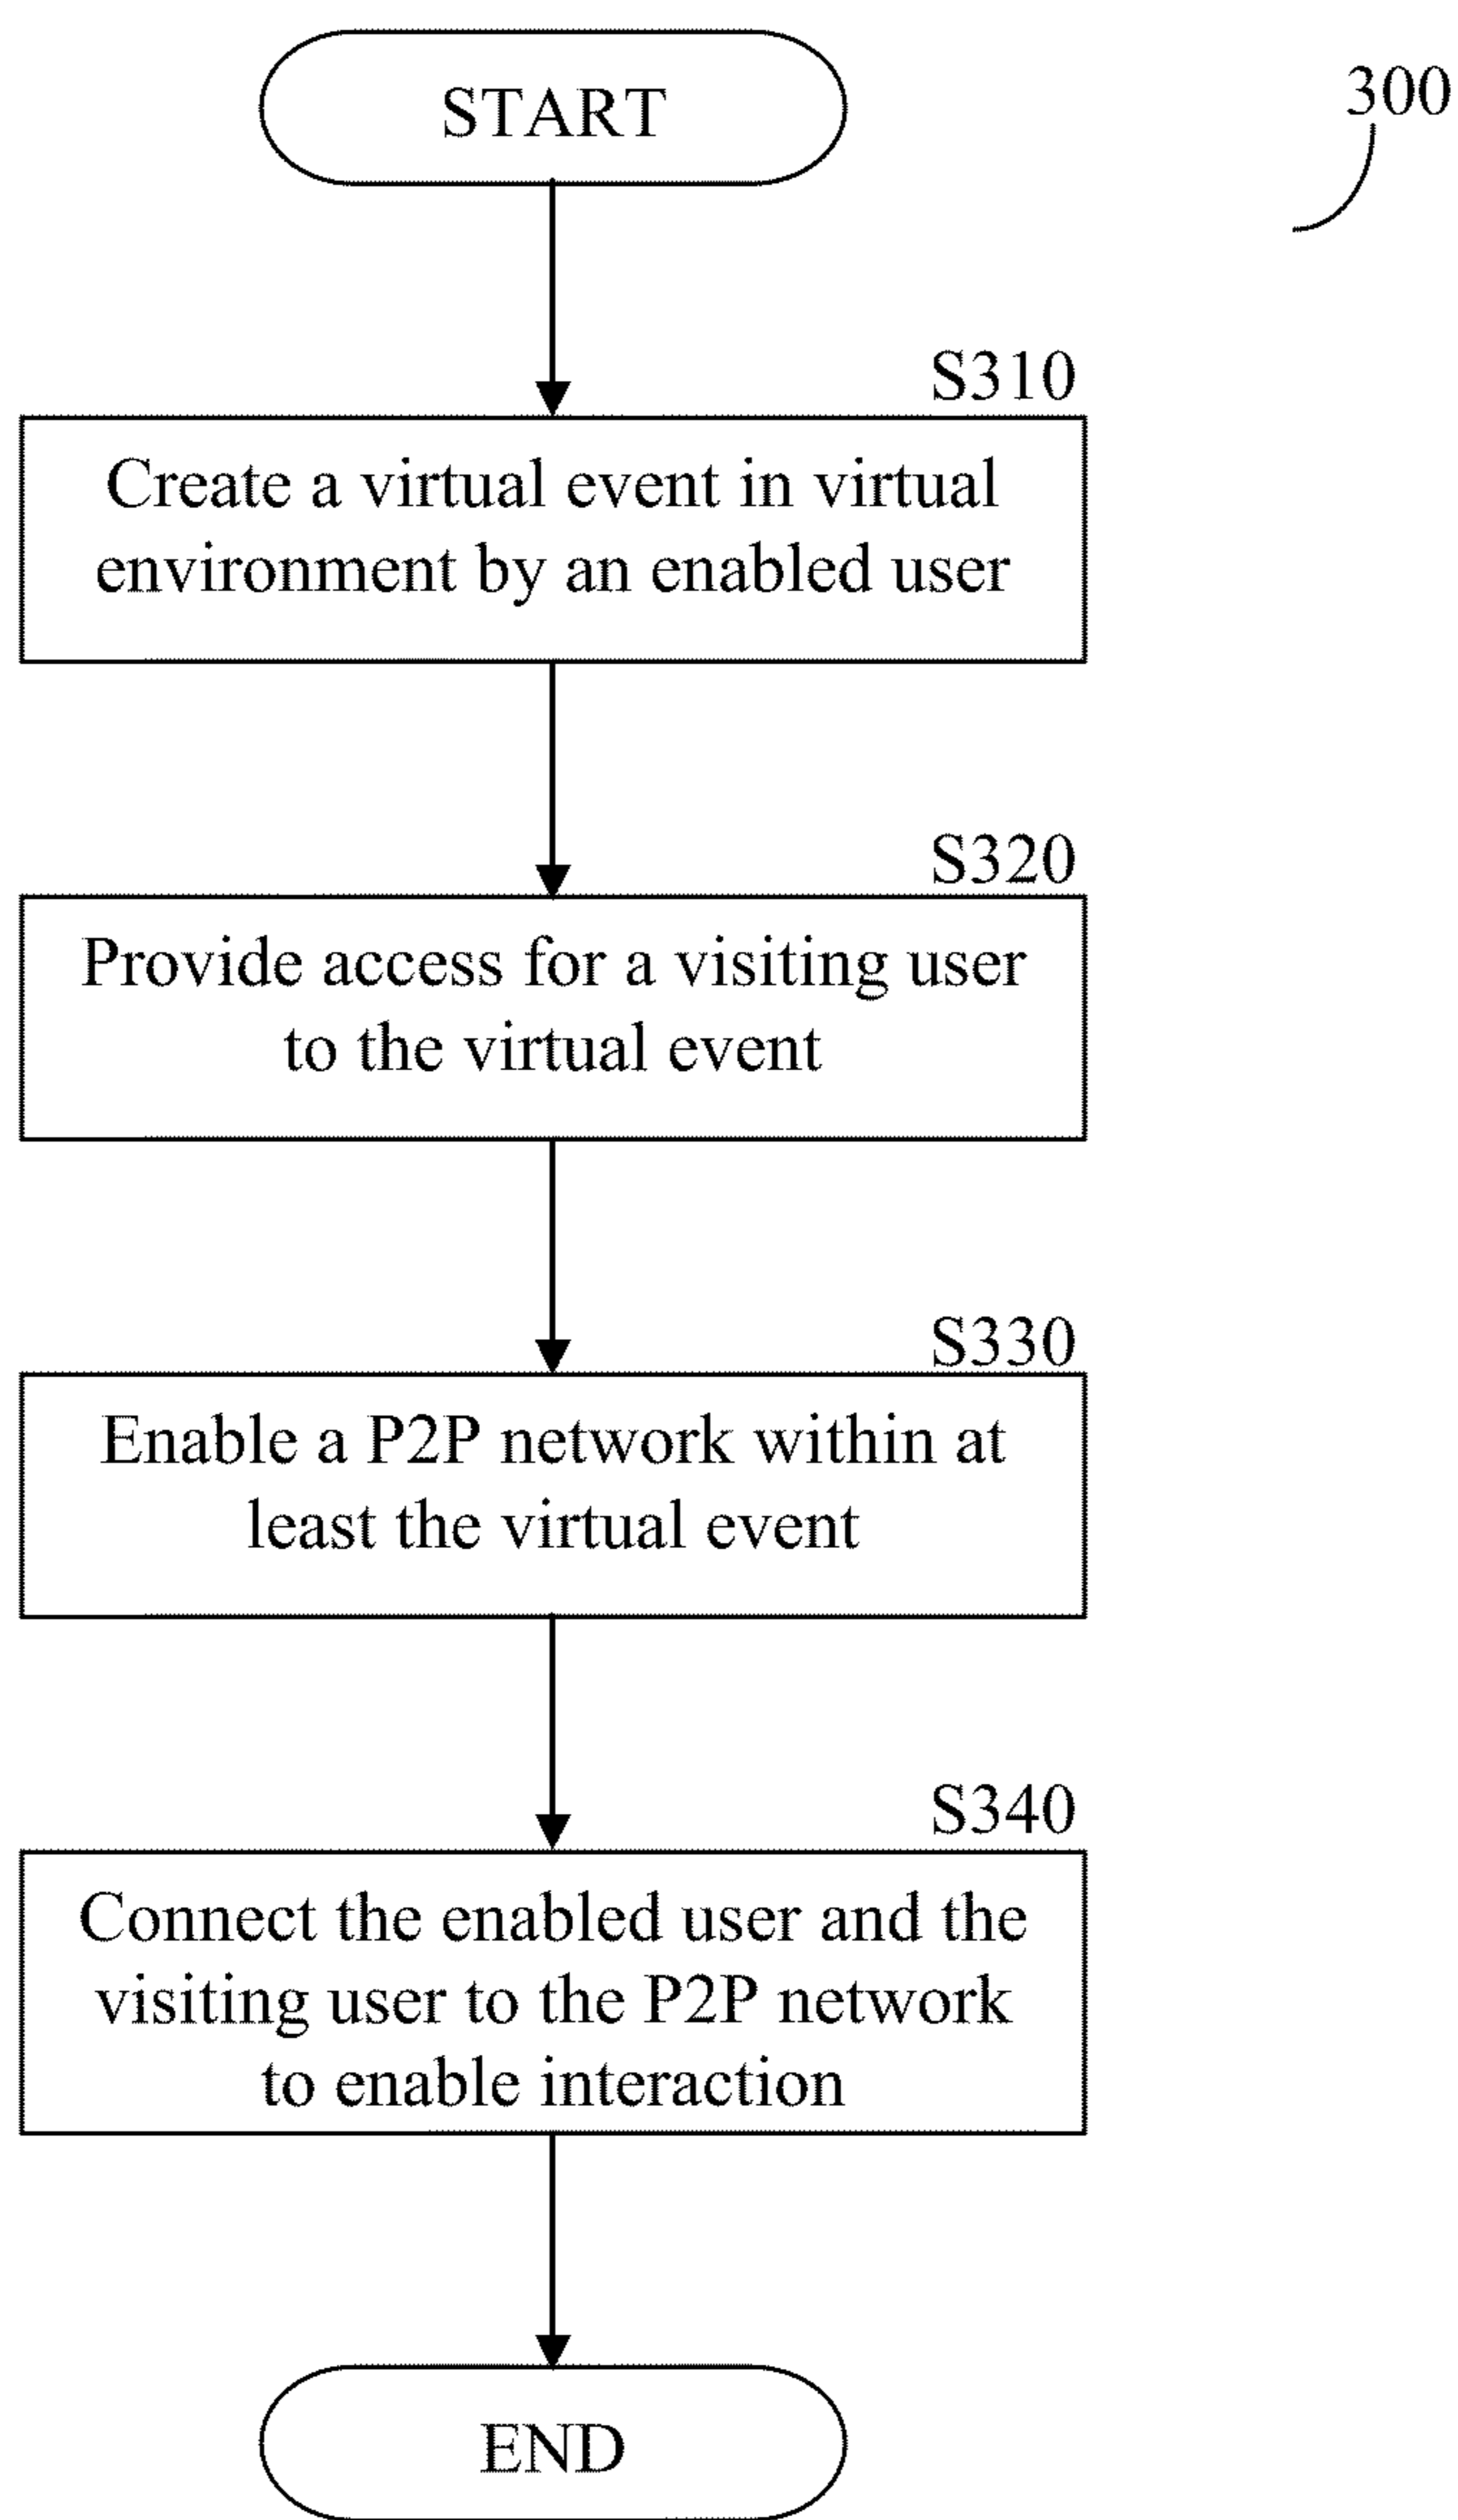 START
300
S310
Create a virtual event in virtual
environment by an enabled user
S320
Provide access for a visiting user
to the virtual event
S330
Enable a P2P network within at
least the virtual event
S340
Connect the enabled user and the
visiting user to the P2P network
to enable interaction
END